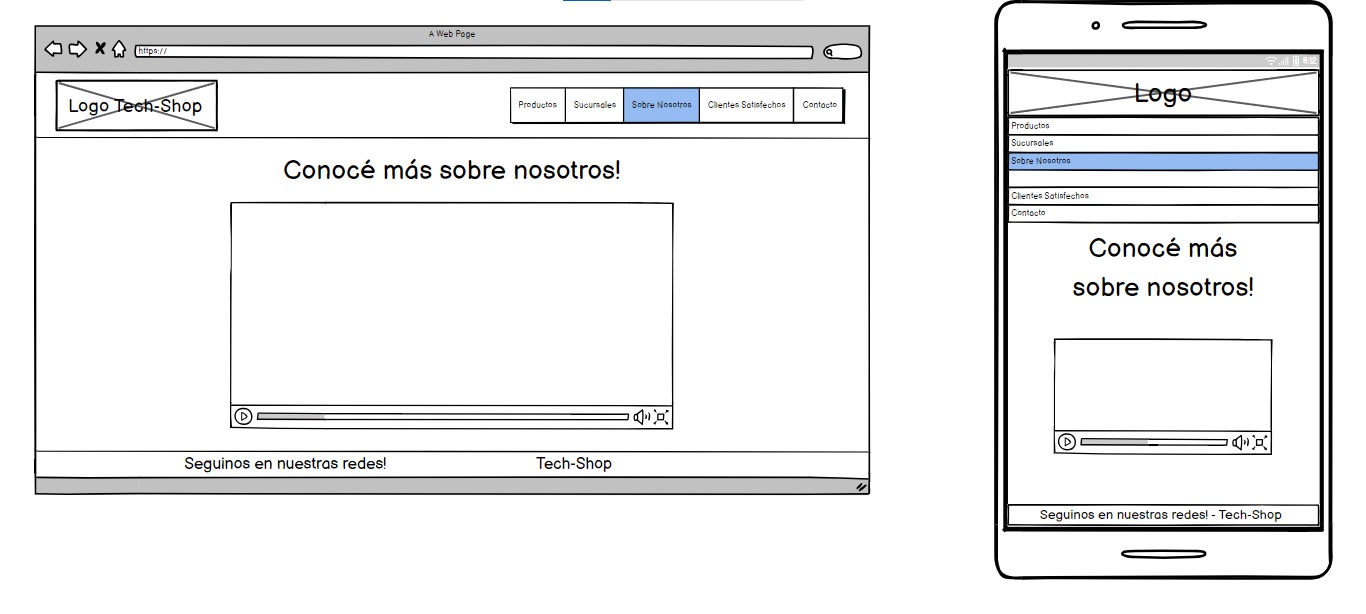 A Web Page
https://
Logo Tech-Shop
Productos
Sucursales
Sobre Nosotros
Clientes Satisfechos
Contacto
Conocé más sobre nosotros!
Seguinos en nuestras redes!
Tech-Shop
8:12
Logo
Productos
Sucursales
Sobre Nosotros
Clientes Satisfechos
Contacto
Conocé más
sobre nosotros!
Seguinos en nuestras redes! - Tech-Shop